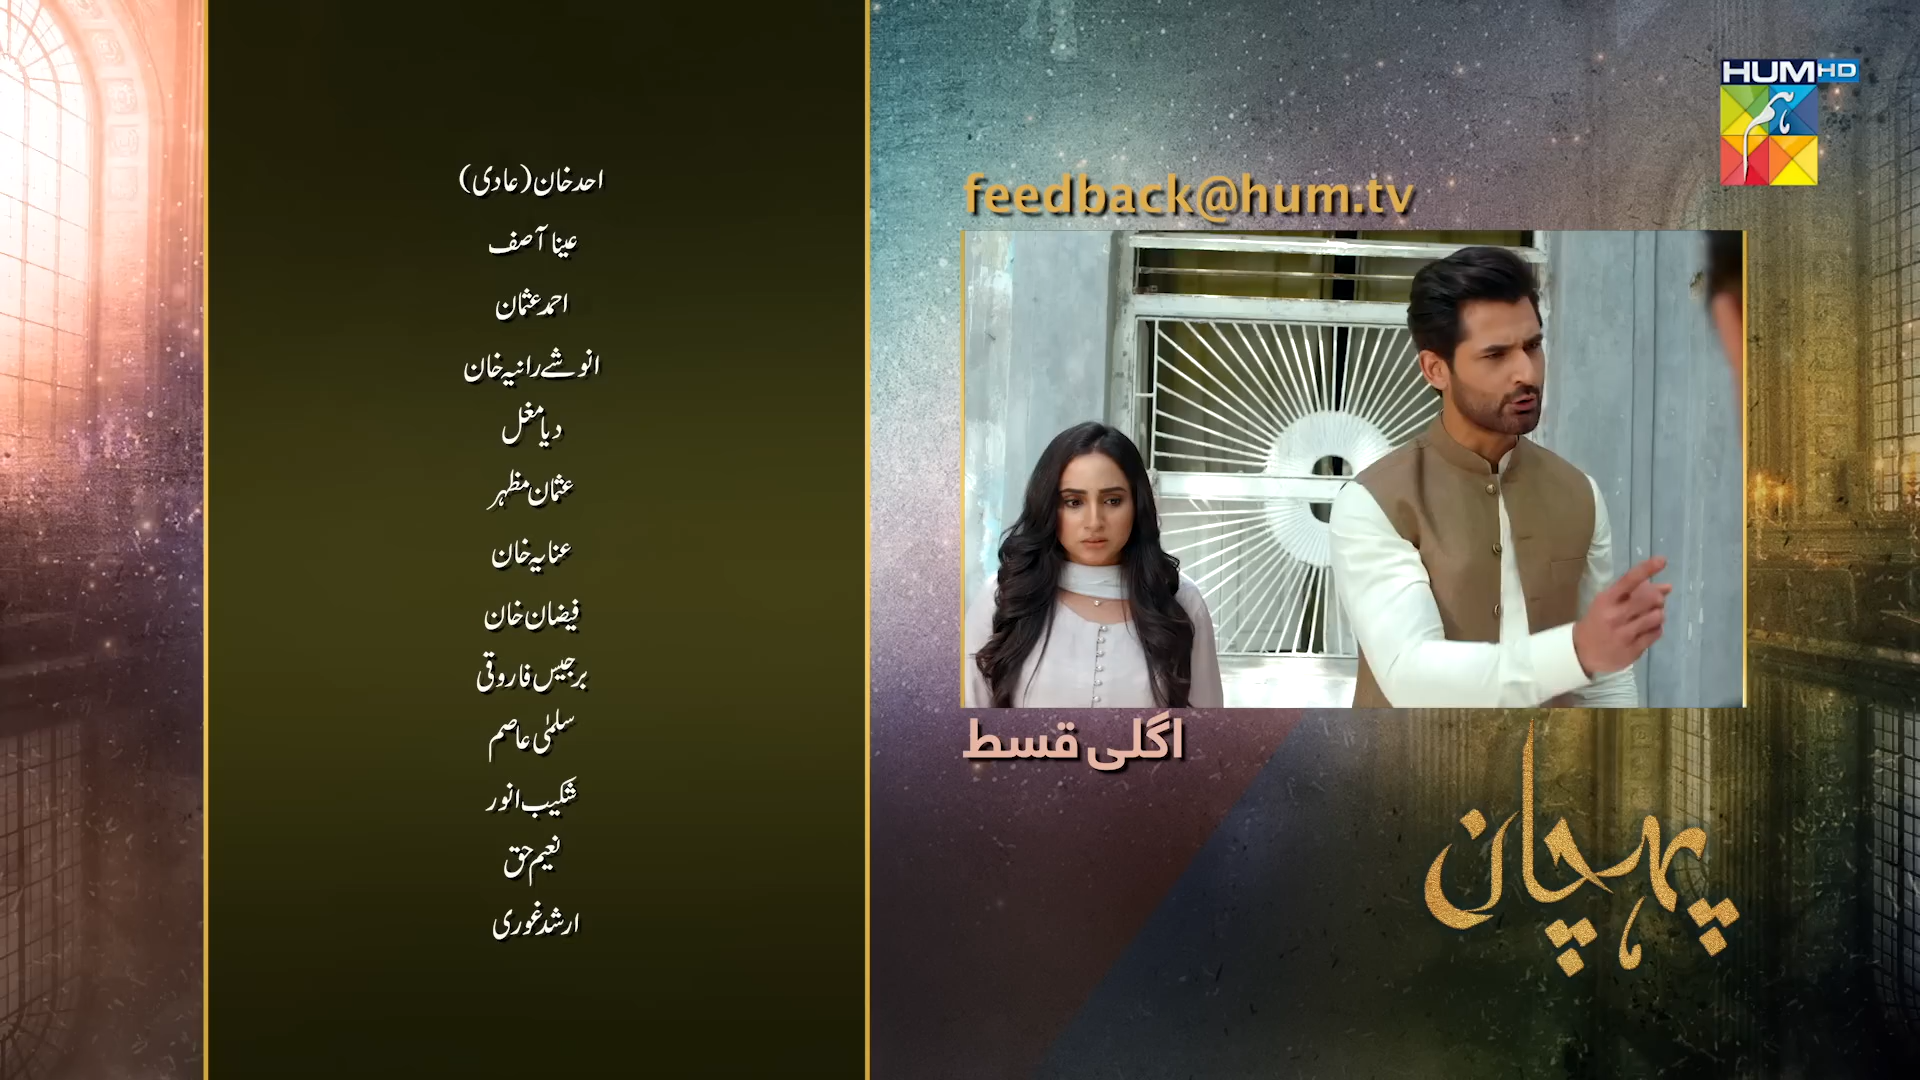 احد خان (عادی)
عینا آصف
احمد عثمان
انوشے رانیہ خان
دیا مغل
عثمان مظہر
عنایہ خان
فیضان خان
برجیس فاروقی
سلمٰی عاصم
شکیب انور
نعیم حق
ارشد غوری
HUM HD
ہم
feedback@hum.tv
اگلی قسط
پہچان